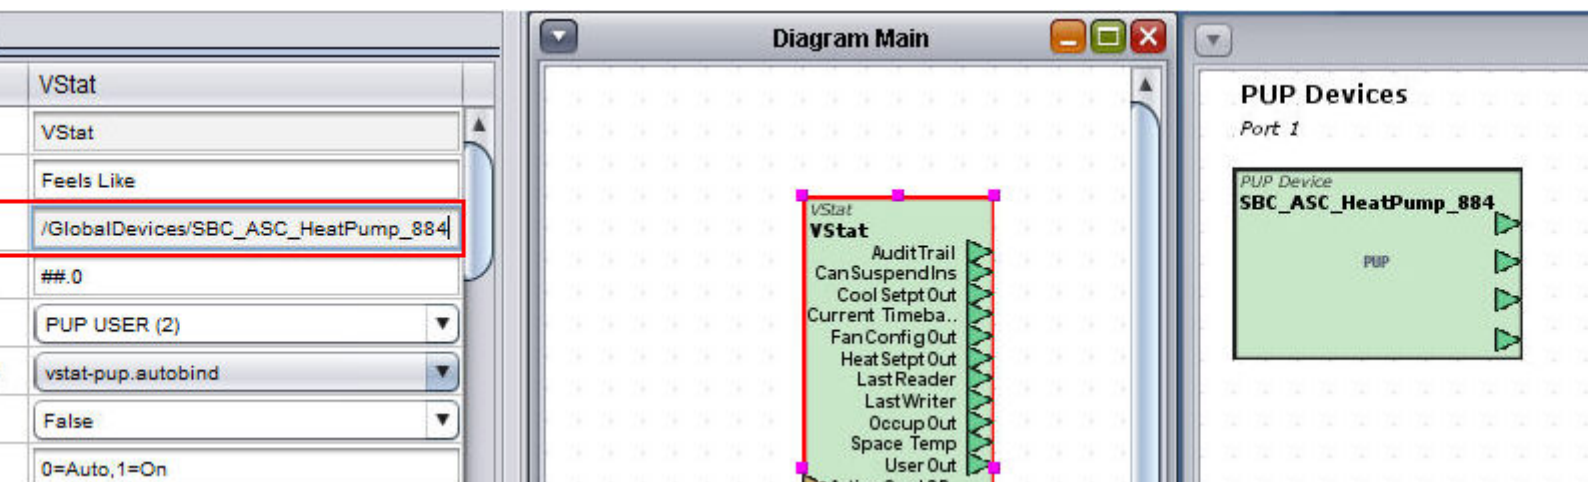 VStat
VStat
Feels Like
/GlobalDevices/SBC_ASC_HeatPump_884
##.0
PUP USER (2)
vstat-pup.autobind
False
0=Auto,1=On
Diagram Main
VStat
VStat
AuditTrail
CanSuspendIns
CoolSetptOut
Current Timeba..
FanConfigOut
HeatSetptOut
LastReader
LastWriter
OccupOut
Space Temp
UserOut
PUP Devices
Port 1
PUP Device
SBC_ASC_HeatPump_884
PUP